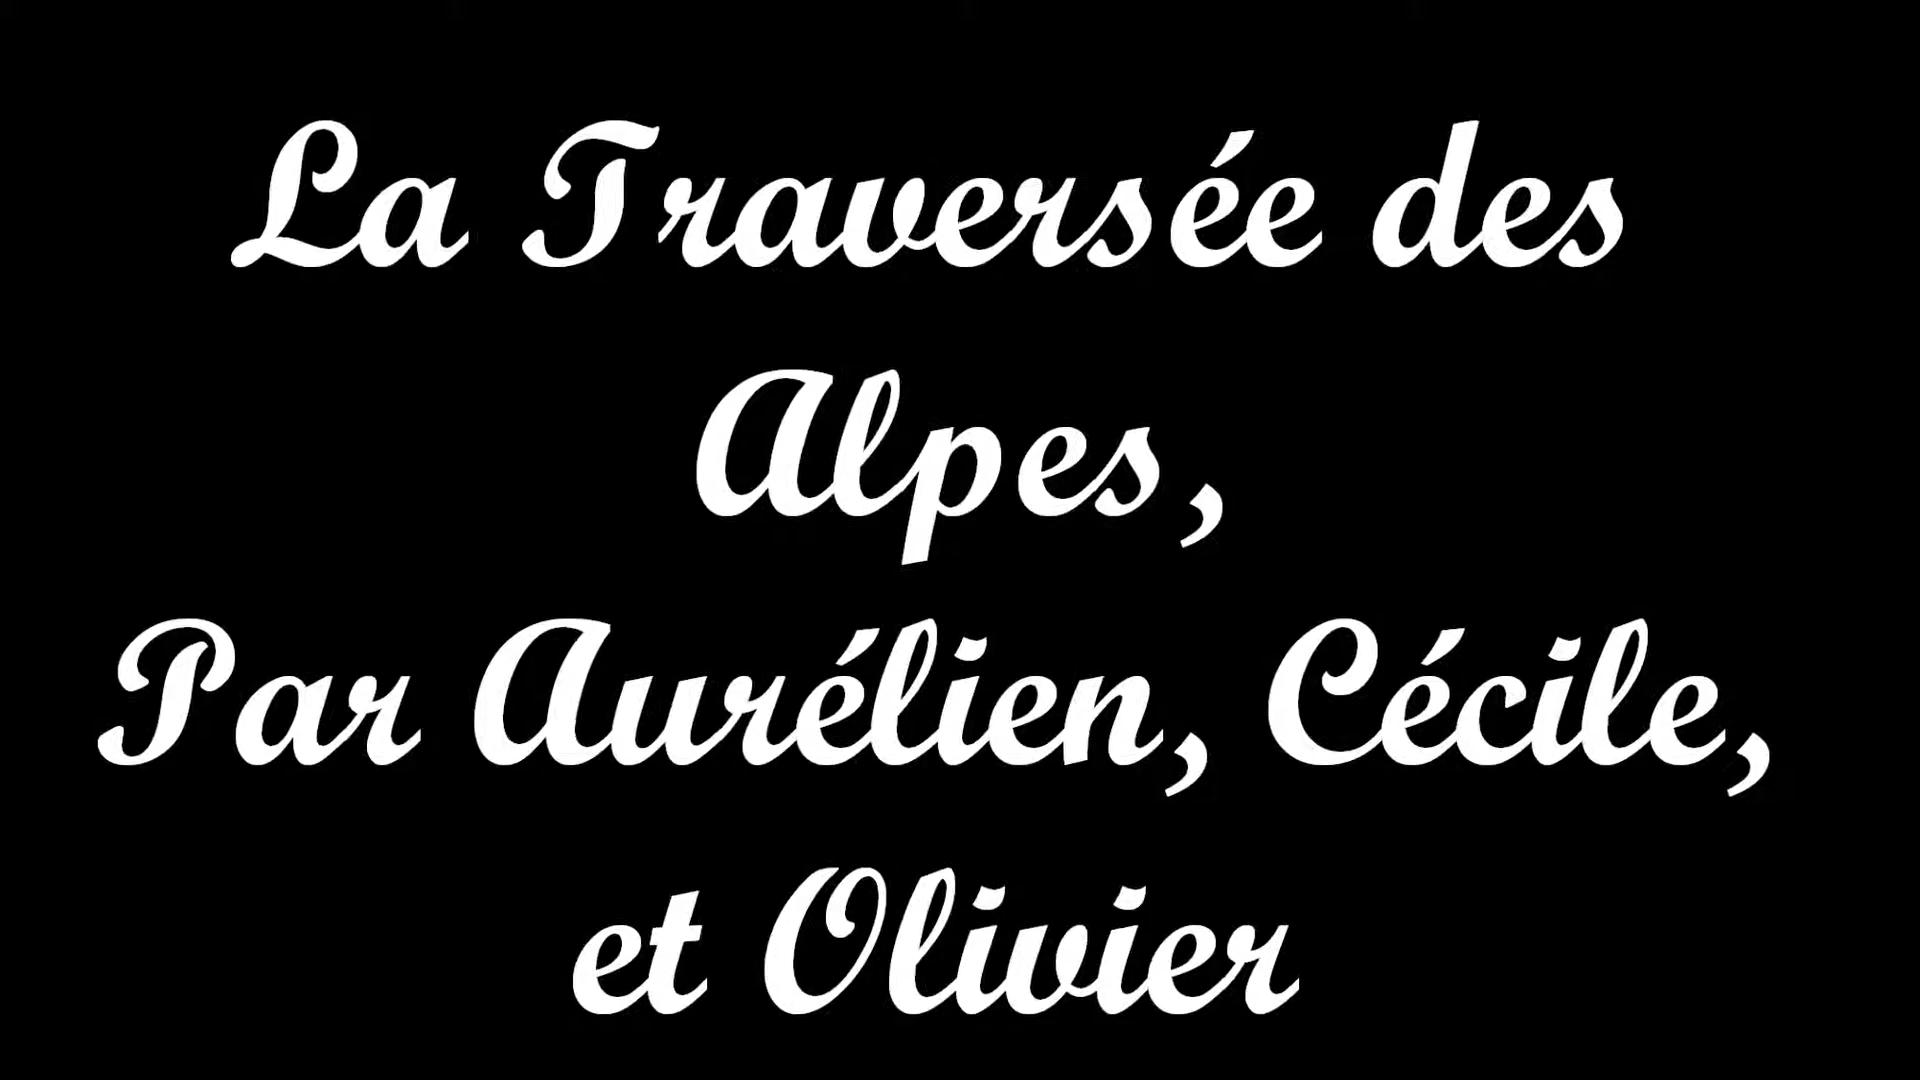 La Traversée des
Alpes,
Par Aurélien, Cécile,
et Olivier